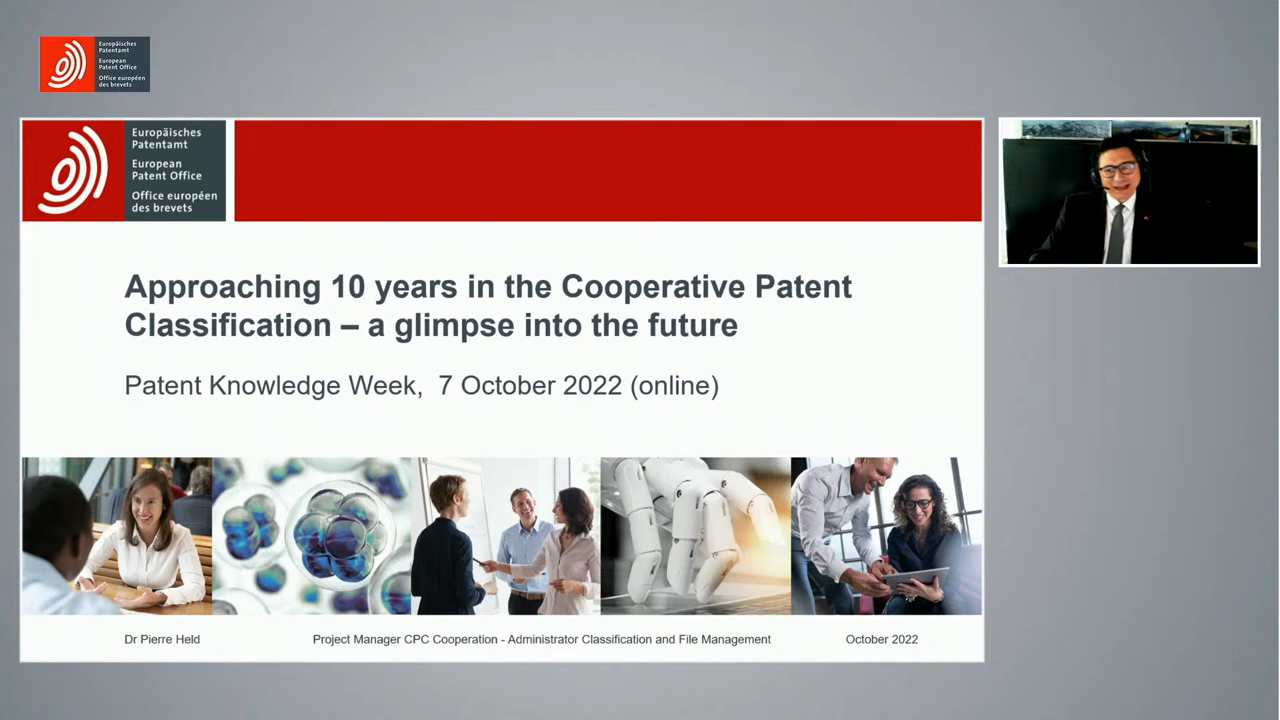 Europäisches
Patentamt
European
Patent Office
Office européen
des brevets
Europäisches
Patentamt
European
Patent Office
Office européen
des brevets
Approaching 10 years in the Cooperative Patent
Classification – a glimpse into the future
Patent Knowledge Week, 7 October 2022 (online)
Dr Pierre Held
Project Manager CPC Cooperation - Administrator Classification and File Management
October 2022